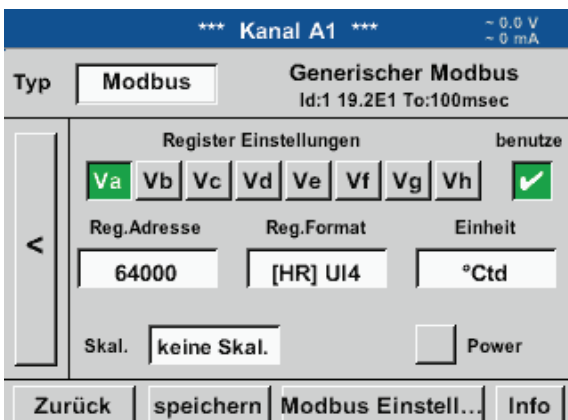 *** Kanal A1 ***
~ 0.0 V
~ 0 mA
Typ
Modbus
Generischer Modbus
Id:1 19.2E1 To:100msec
Register Einstellungen
benutze
Va Vb Vc Vd Ve Vf Vg Vh
<
Reg.Adresse Reg.Format Einheit
64000 [HR] UI4 °Ctd
Skal. keine Skal. Power
Zurück speichern Modbus Einstell... Info